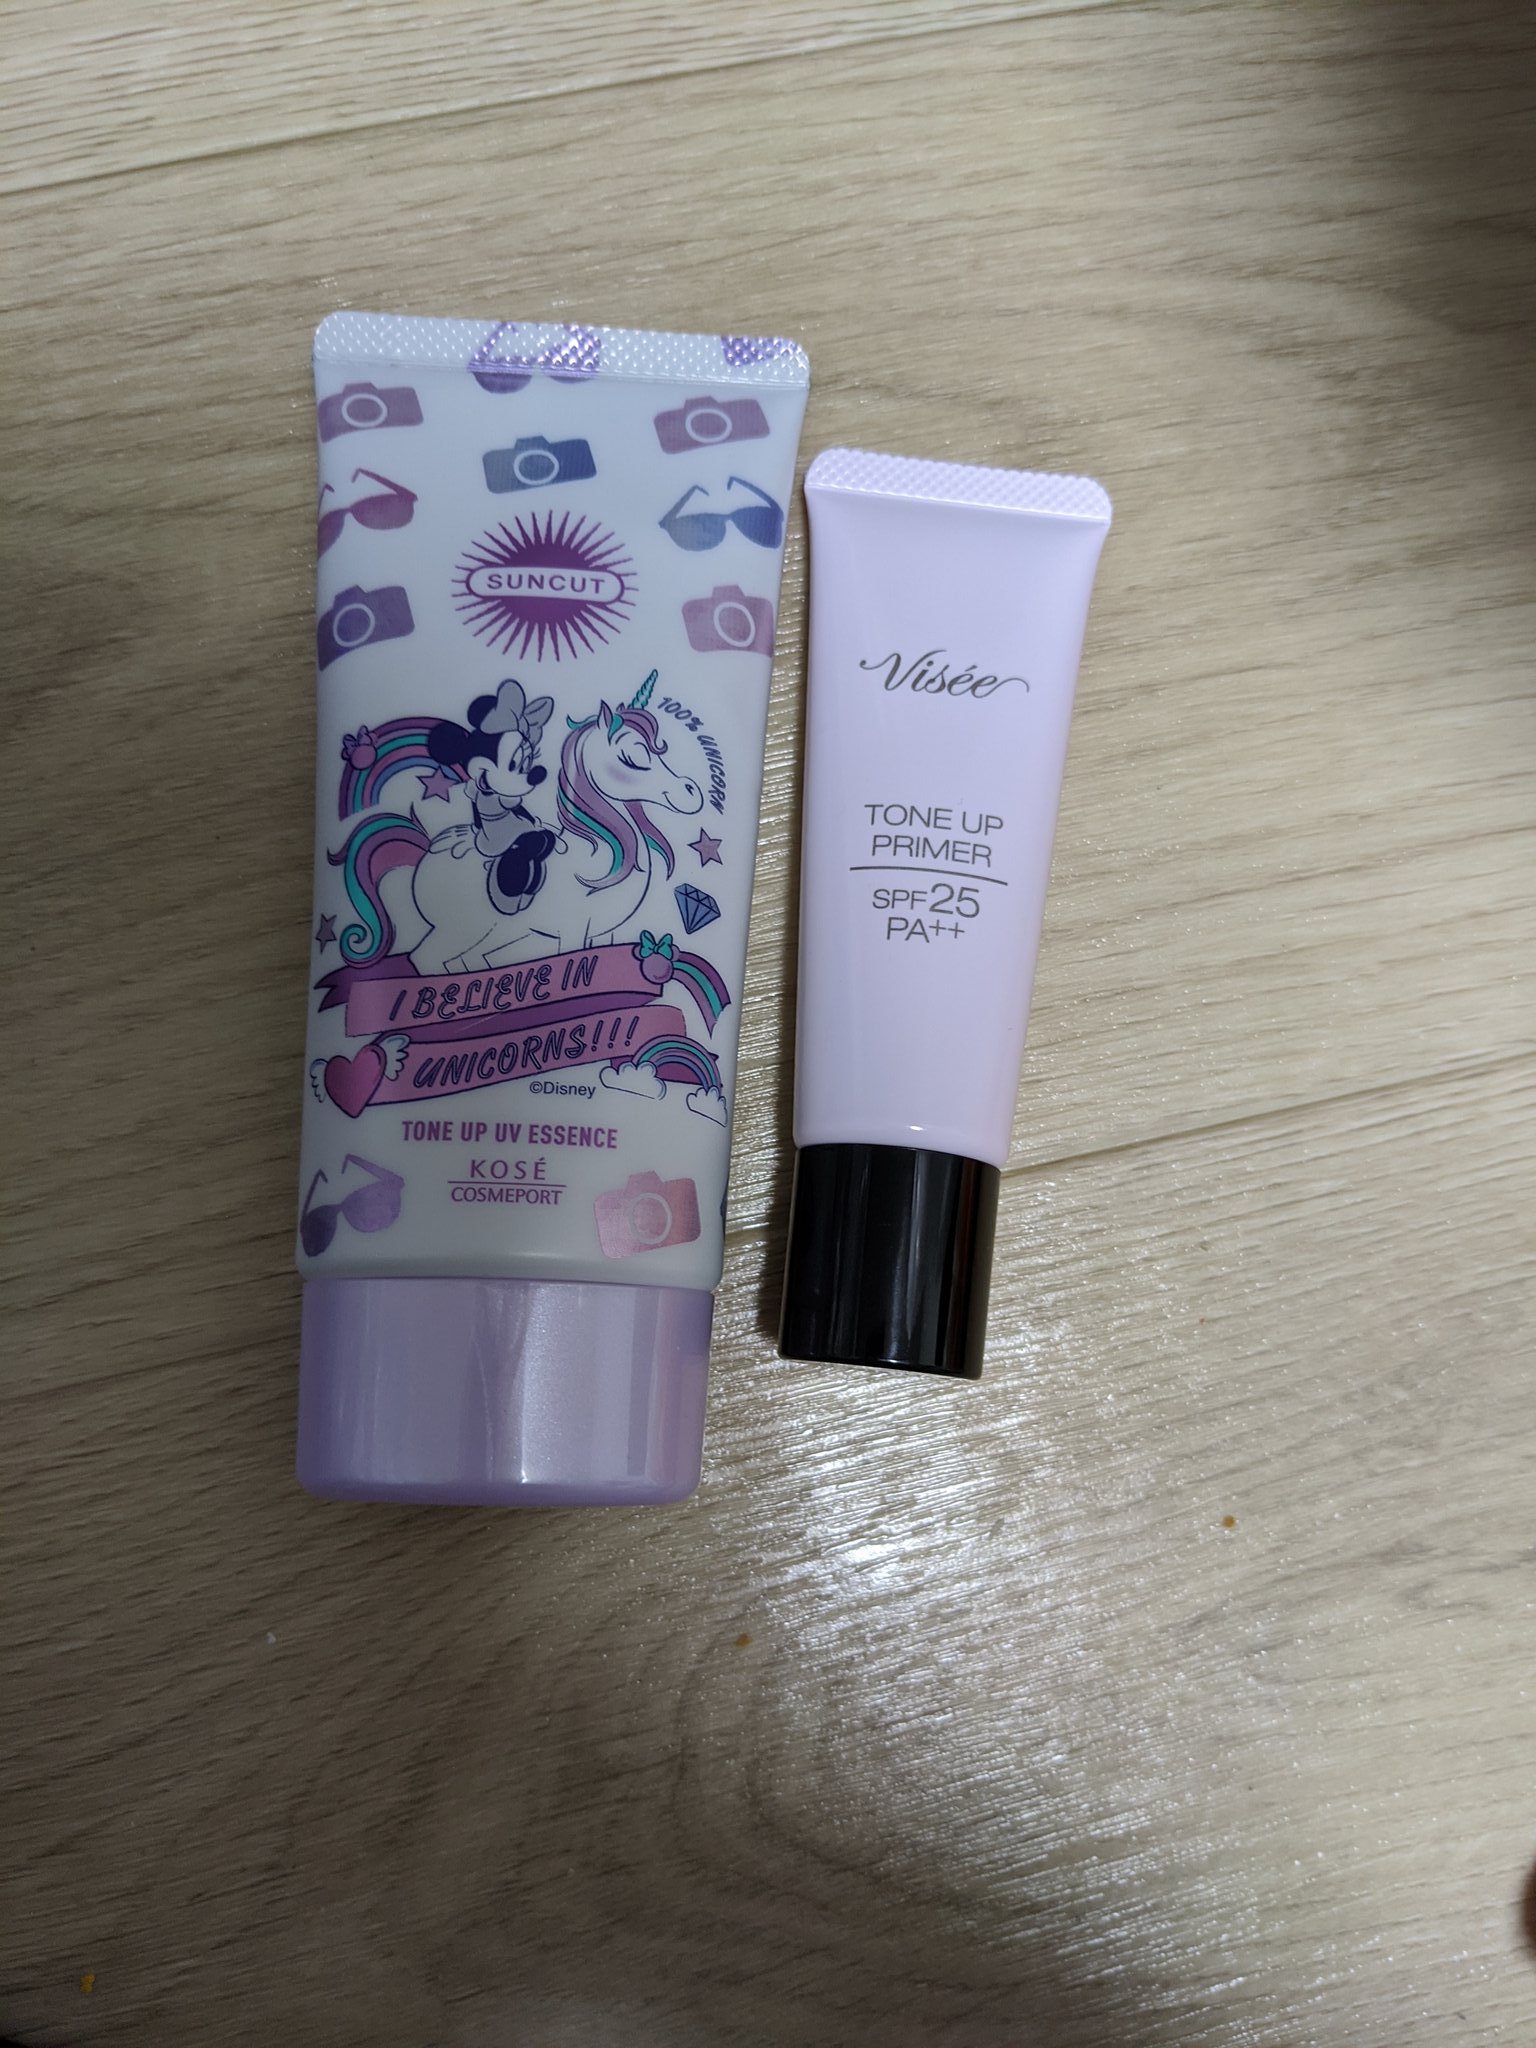 SUNCUT
100% UNICORN
I BELIEVE IN
UNICORNS!!!
©Disney
TONE UP UV ESSENCE
KOSÉ
COSMEPORT
Visée
TONE UP
PRIMER
SPF25
PA++